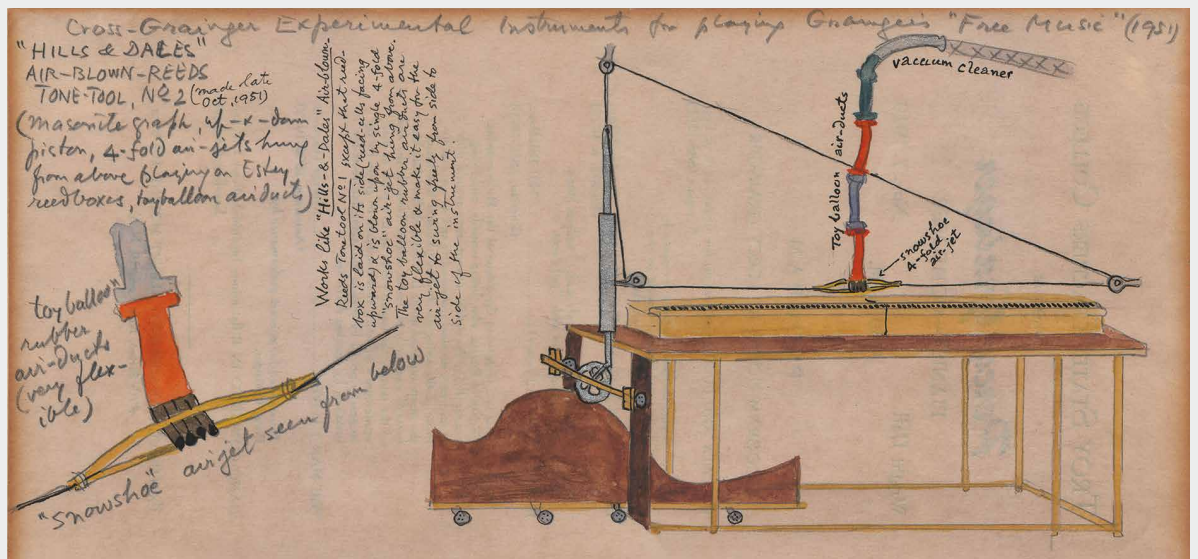 Cross-Grainger Experimental Instruments for playing Grainger's "Free Music" (1951)
"HILLS & DALES"
AIR-BLOWN-REEDS
TONE-TOOL, No 2 (made late
Oct, 1951)
(masonite graph, up-&-down
piston, 4-fold air-jets hung
from above playing on Estey
reedboxes, toyballoon airducts)
Works like "Hills-&-Dales" Air-blown-
Reeds Tonetool No 1 except that reed-
box is laid on its side (reed-cells facing
upward) & is blown upon by single 4-fold
"snowshoe" air-jet hung from above.
The toy balloon rubber air ducts are
very flexible & make it easy for the
air-jet to swing freely from side to
side of the instrument.
vacuum cleaner
Toy balloon air-ducts
snowshoe
4-fold
air-jet
toyballoon
rubber
air-ducts
(very flex-
ible)
"snowshoe" airjet seen from below